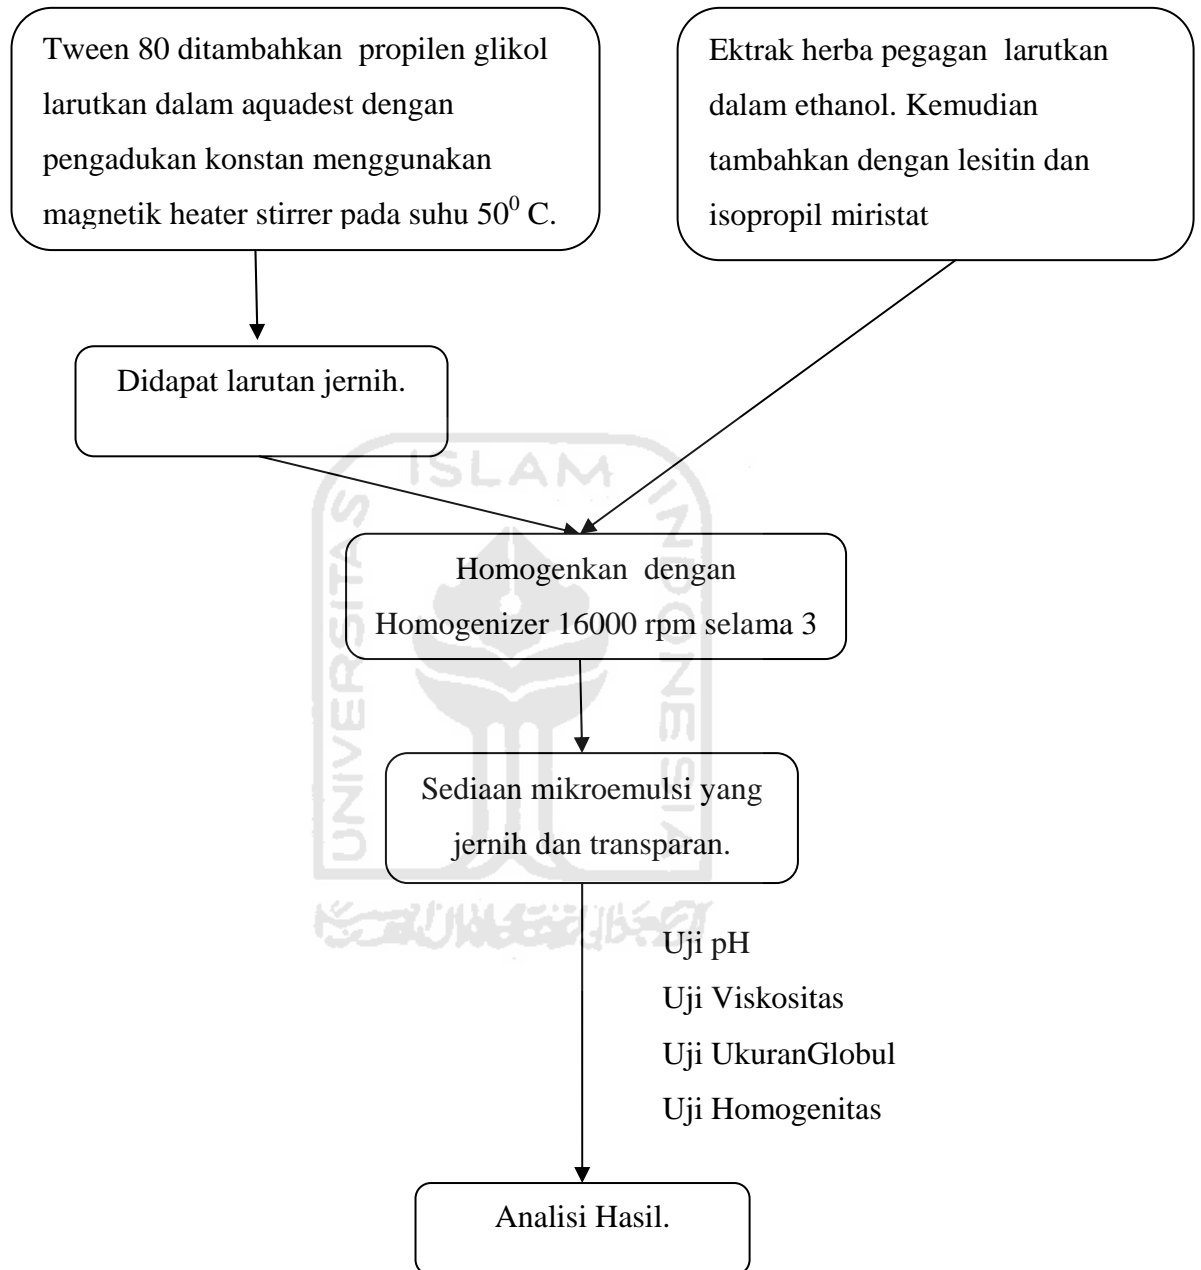 Tween 80 ditambahkan propilen glikol
larutkan dalam aquadest dengan
pengadukan konstan menggunakan
magnetik heater stirrer pada suhu 50⁰ C.
Ektrak herba pegagan larutkan
dalam ethanol. Kemudian
tambahkan dengan lesitin dan
isopropil miristat
Didapat larutan jernih.
ISLAM
UNIVERSITAS
INDONESIA
Homogenkan dengan
Homogenizer 16000 rpm selama 3
Sediaan mikroemulsi yang
jernih dan transparan.
Uji pH
Uji Viskositas
Uji UkuranGlobul
Uji Homogenitas
Analisi Hasil.